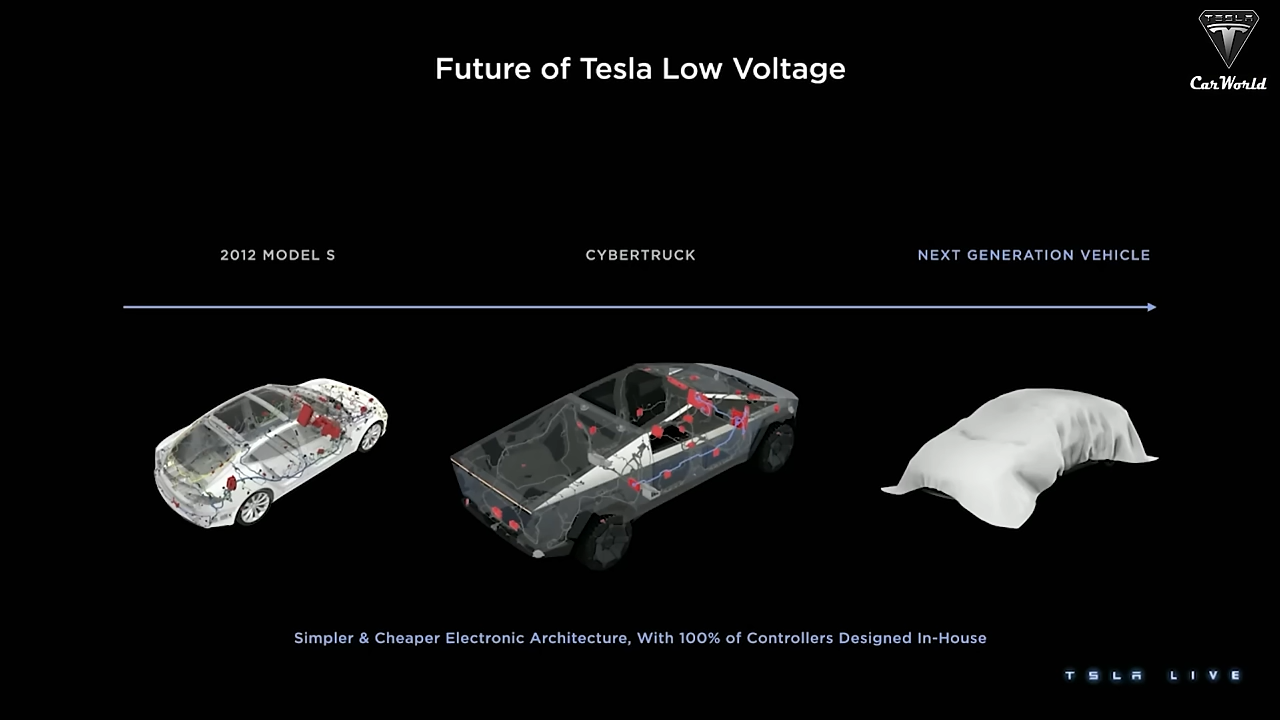 TESLA
CarWorld
Future of Tesla Low Voltage
2012 MODEL S
CYBERTRUCK
NEXT GENERATION VEHICLE
Simpler & Cheaper Electronic Architecture, With 100% of Controllers Designed In-House
TSLA LIVE